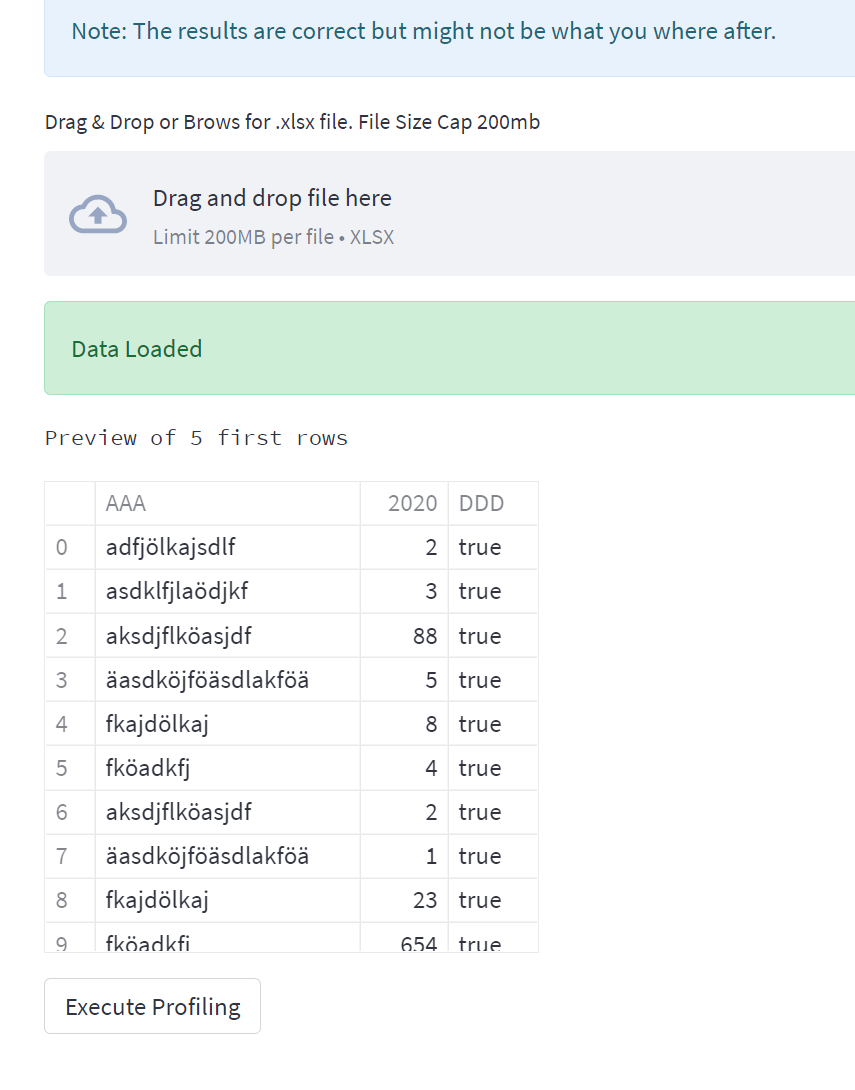 Note: The results are correct but might not be what you where after.
Drag & Drop or Brows for .xlsx file. File Size Cap 200mb
Drag and drop file here
Limit 200MB per file • XLSX
Data Loaded
Preview of 5 first rows
AAA 2020 DDD
0 adfjölkajsdlf 2 true
1 asdklfjlaödjkf 3 true
2 aksdjflköasjdf 88 true
3 äasdköjföäsdlakföä 5 true
4 fkajdölkaj 8 true
5 fköadkfj 4 true
6 aksdjflköasjdf 2 true
7 äasdköjföäsdlakföä 1 true
8 fkajdölkaj 23 true
9 fköadkfj 654 true
Execute Profiling